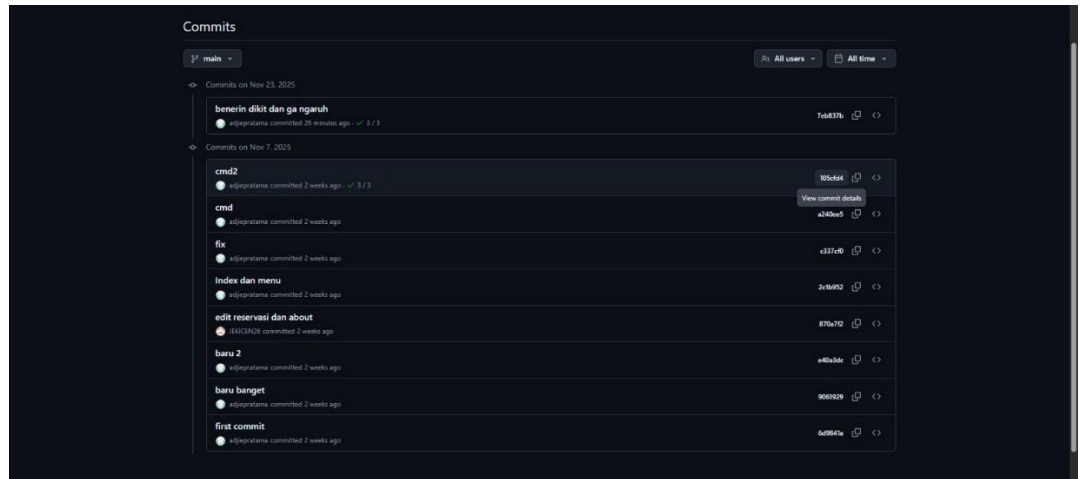 Commits
main
All users
All time
Commits on Nov 23, 2025
benerin dikit dan ga ngaruh
adjiepratama committed 26 minutes ago · 3 / 3
7eb837b
Commits on Nov 7, 2025
cmd2
adjiepratama committed 2 weeks ago · 3 / 3
105cfd4
View commit details
cmd
adjiepratama committed 2 weeks ago
a240ee5
fix
adjiepratama committed 2 weeks ago
c337cf0
Index dan menu
adjiepratama committed 2 weeks ago
2c1b952
edit reservasi dan about
committed 2 weeks ago
870a7f2
baru 2
adjiepratama committed 2 weeks ago
e40a3dc
baru banget
adjiepratama committed 2 weeks ago
9061929
first commit
adjiepratama committed 2 weeks ago
6d9841a